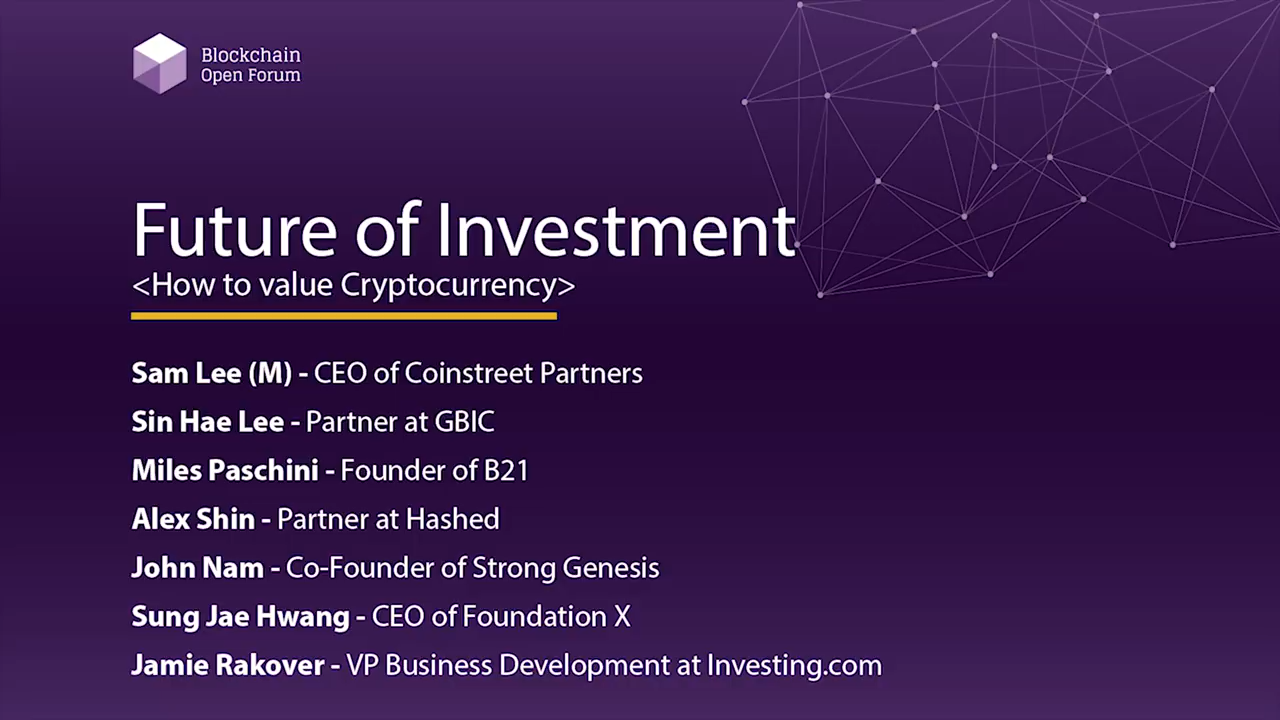 Blockchain
Open Forum
Future of Investment
<How to value Cryptocurrency>
Sam Lee (M) - CEO of Coinstreet Partners
Sin Hae Lee - Partner at GBIC
Miles Paschini - Founder of B21
Alex Shin - Partner at Hashed
John Nam - Co-Founder of Strong Genesis
Sung Jae Hwang - CEO of Foundation X
Jamie Rakover - VP Business Development at Investing.com